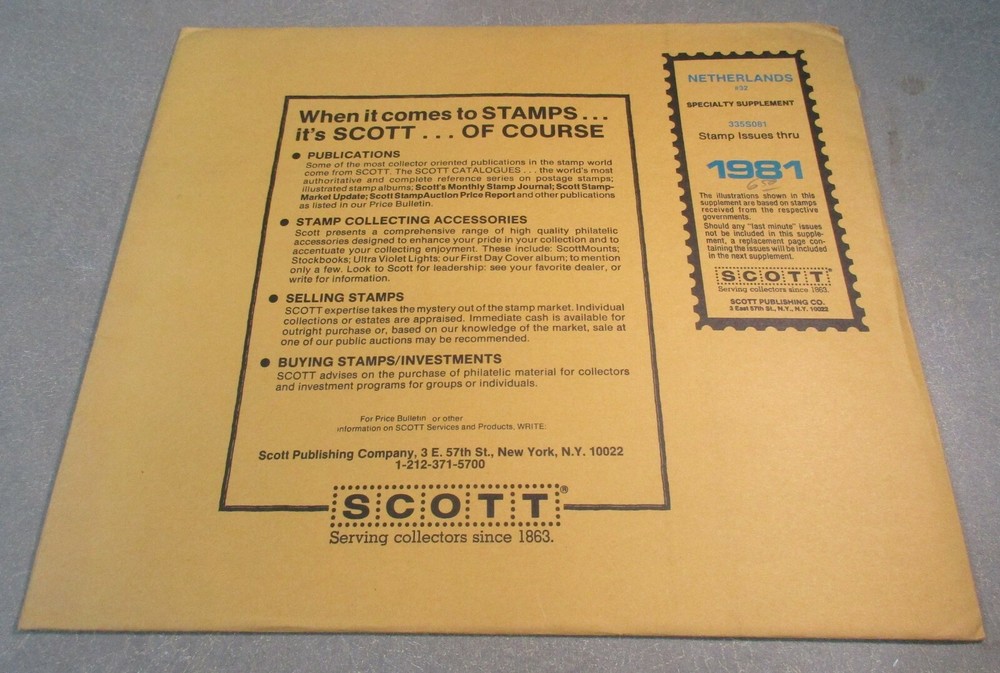 When it comes to STAMPS...
it's SCOTT... OF COURSE
● PUBLICATIONS
Some of the most collector oriented publications in the stamp world
come from SCOTT. The SCOTT CATALOGUES... the world's most
authoritative and complete reference series on postage stamps;
illustrated stamp albums; Scott's Monthly Stamp Journal; Scott Stamp-
Market Update; Scott StampAuction Price Report and other publications
as listed in our Price Bulletin.
● STAMP COLLECTING ACCESSORIES
Scott presents a comprehensive range of high quality philatelic
accessories designed to enhance your pride in your collection and to
accentuate your collecting enjoyment. These include: ScottMounts;
Stockbooks; Ultra Violet Lights; our First Day Cover album; to mention
only a few. Look to Scott for leadership: see your favorite dealer, or
write for information.
● SELLING STAMPS
SCOTT expertise takes the mystery out of the stamp market. Individual
collections or estates are appraised. Immediate cash is available for
outright purchase or, based on our knowledge of the market, sale at
one of our public auctions may be recommended.
● BUYING STAMPS/INVESTMENTS
SCOTT advises on the purchase of philatelic material for collectors
and investment programs for groups or individuals.
For Price Bulletin or other
information on SCOTT Services and Products, WRITE:
Scott Publishing Company, 3 E. 57th St., New York, N.Y. 10022
1-212-371-5700
SCOTT®
Serving collectors since 1863.
NETHERLANDS
#32
SPECIALTY SUPPLEMENT
335S081
Stamp Issues thru
1981
The illustrations shown in this
supplement are based on stamps
received from the respective
governments.
Should any "last minute" issues
not be included in this supple-
ment, a replacement page con-
taining the issues will be included
in the next supplement.
SCOTT®
Serving collectors since 1863.
SCOTT PUBLISHING CO.
3 East 57th St., N.Y., N.Y. 10022